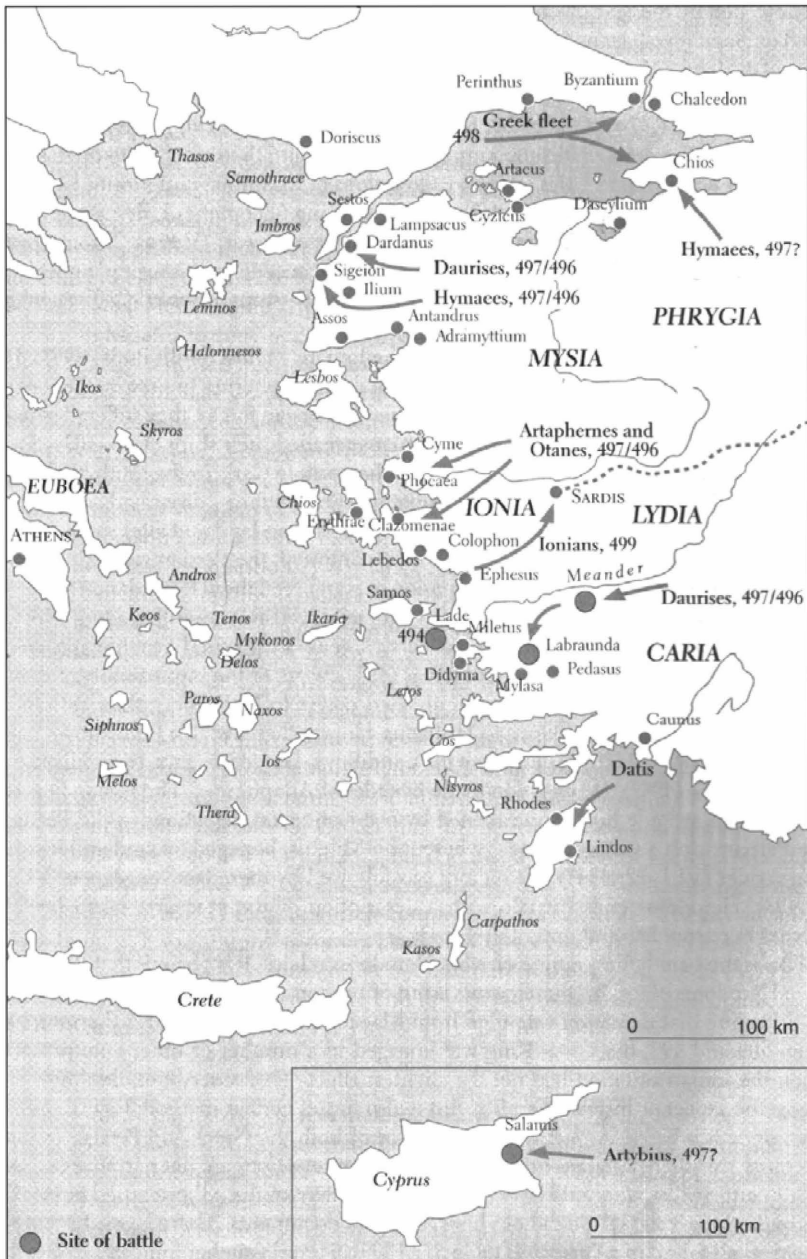 Perinthus
Byzantium
Chalcedon
Greek fleet
498
Doriscus
Thasos
Samothrace
Artacus
Chios
Sestos
Lampsacus
Cyzicus
Dascylium
Imbros
Dardanus
Hymaees, 497?
Sigeion
Daurises, 497/496
Ilium
Hymaees, 497/496
Lemnos
Assos
Antandrus
PHRYGIA
Halonnesos
Adramyttium
MYSIA
Ikos
Lesbos
Skyros
Cyme
Artaphernes and
Otanes, 497/496
Phocaea
EUBOEA
Chios
Erythrae
Clazomenae
IONIA
SARDIS
LYDIA
ATHENS
Lebedos
Colophon
Ionians, 499
Andros
Ephesus
Meander
Keos
Tenos
Ikaria
Samos
Lade
Daurises, 497/496
Mykonos
494
Miletus
Labraunda
Delos
Didyma
Mylasa
Pedasus
CARIA
Leros
Paros
Naxos
Siphnos
Caunus
Cos
Ios
Datis
Melos
Nisyros
Thera
Rhodes
Lindos
Carpathos
Kasos
Crete
0 100 km
Salamis
Artybius, 497?
Cyprus
0 100 km
Site of battle